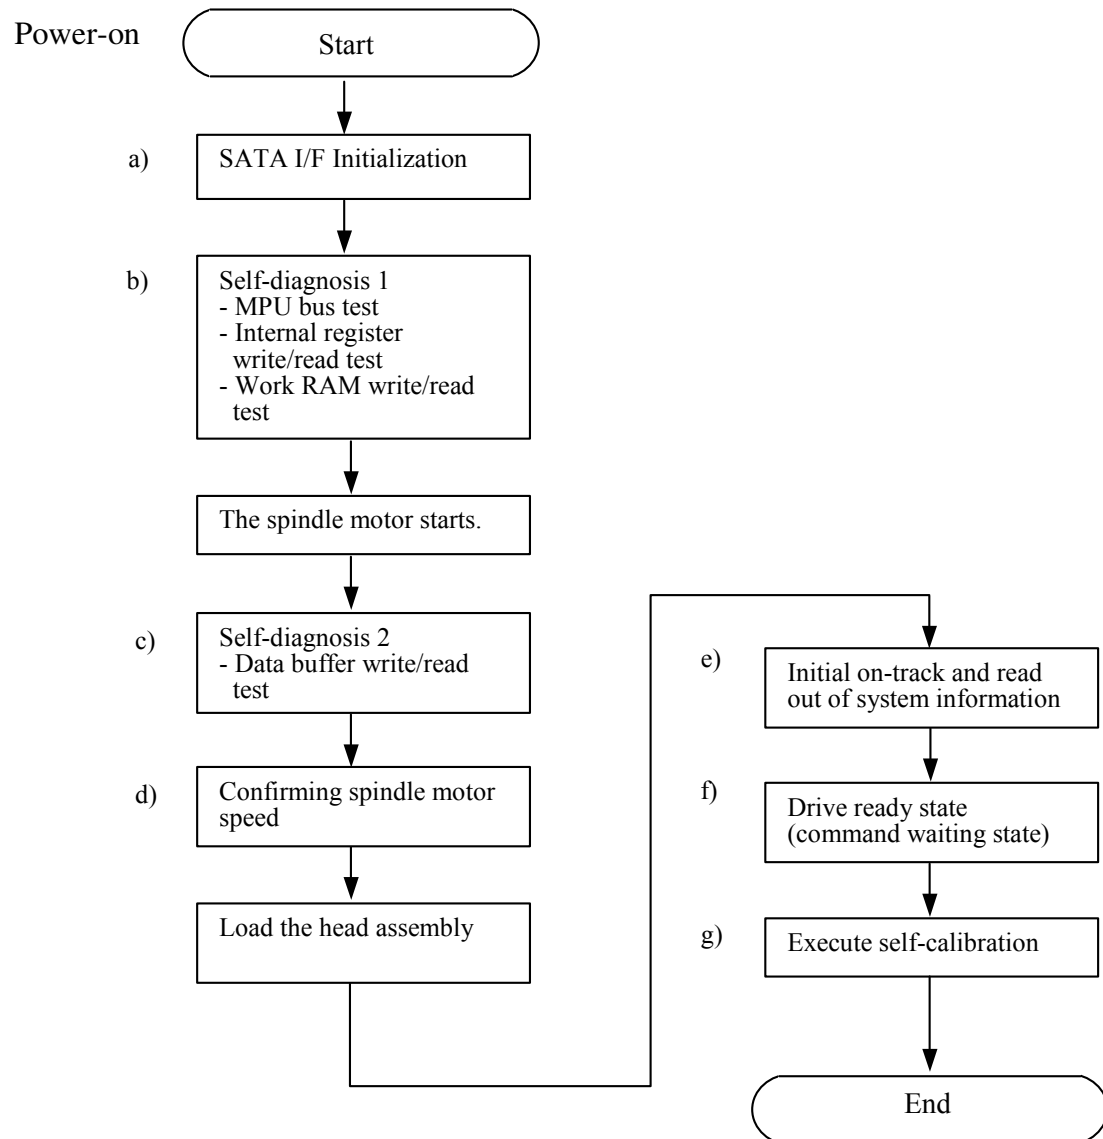 Power-on
Start
a)
SATA I/F Initialization
b)
Self-diagnosis 1
- MPU bus test
- Internal register
write/read test
- Work RAM write/read
test
The spindle motor starts.
c)
Self-diagnosis 2
- Data buffer write/read
test
d)
Confirming spindle motor
speed
Load the head assembly
e)
Initial on-track and read
out of system information
f)
Drive ready state
(command waiting state)
g)
Execute self-calibration
End